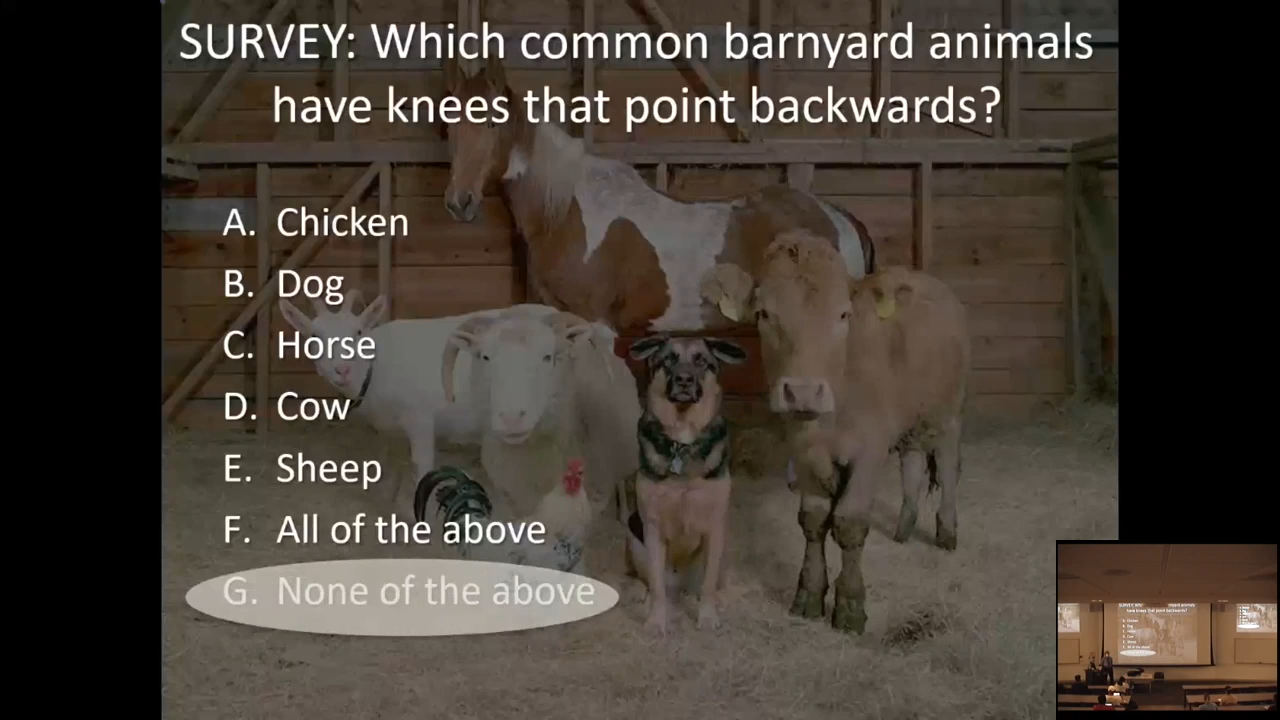 SURVEY: Which common barnyard animals
have knees that point backwards?
A. Chicken
B. Dog
C. Horse
D. Cow
E. Sheep
F. All of the above
G. None of the above